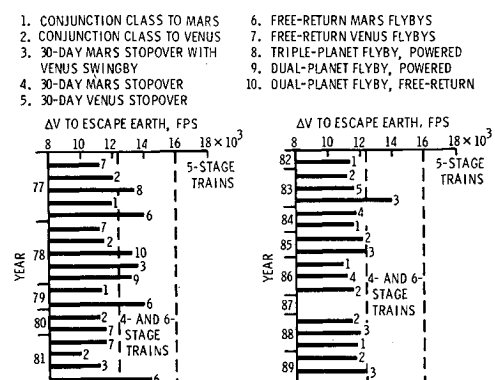 1. CONJUNCTION CLASS TO MARS
2. CONJUNCTION CLASS TO VENUS
3. 30-DAY MARS STOPOVER WITH
VENUS SWINGBY
4. 30-DAY MARS STOPOVER
5. 30-DAY VENUS STOPOVER
6. FREE-RETURN MARS FLYBYS
7. FREE-RETURN VENUS FLYBYS
8. TRIPLE-PLANET FLYBY, POWERED
9. DUAL-PLANET FLYBY, POWERED
10. DUAL-PLANET FLYBY, FREE-RETURN
ΔV TO ESCAPE EARTH, FPS
8 10 12 14 16 18 × 10³
7
5-STAGE
TRAINS
2
77
8
1
6
7
2
78
10
3
9
1
79
6
80
2
4- AND 6-
STAGE
TRAINS
7
7
81
2
3
6
YEAR
ΔV TO ESCAPE EARTH, FPS
8 10 12 14 16 18 × 10³
82
1
5-STAGE
TRAINS
2
83
5
3
4
84
1
2
85
3
1
86
4
4- AND 6-
STAGE
TRAINS
2
87
2
88
3
1
2
89
3
YEAR